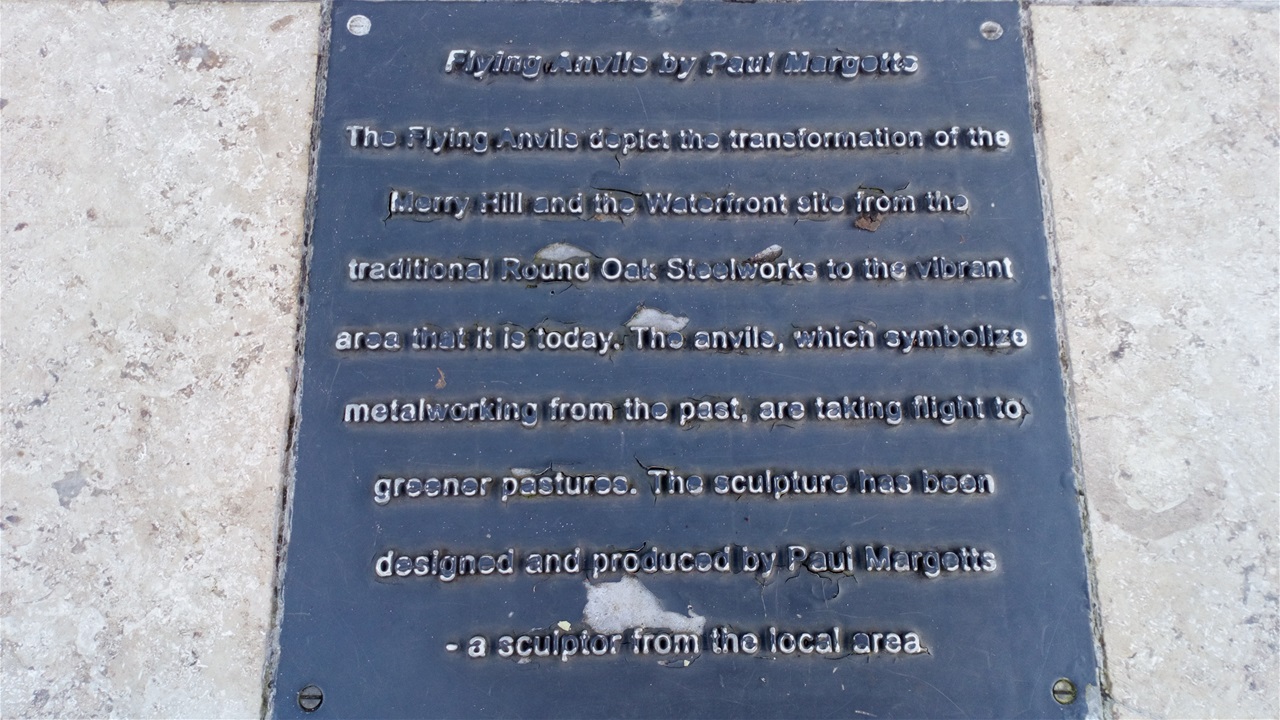 Flying Anvils by Paul Margetts
The Flying Anvils depict the transformation of the
Merry Hill and the Waterfront site from the
traditional Round Oak Steelworks to the vibrant
area that it is today. The anvils, which symbolize
metalworking from the past, are taking flight to
greener pastures. The sculpture has been
designed and produced by Paul Margetts
- a sculptor from the local area